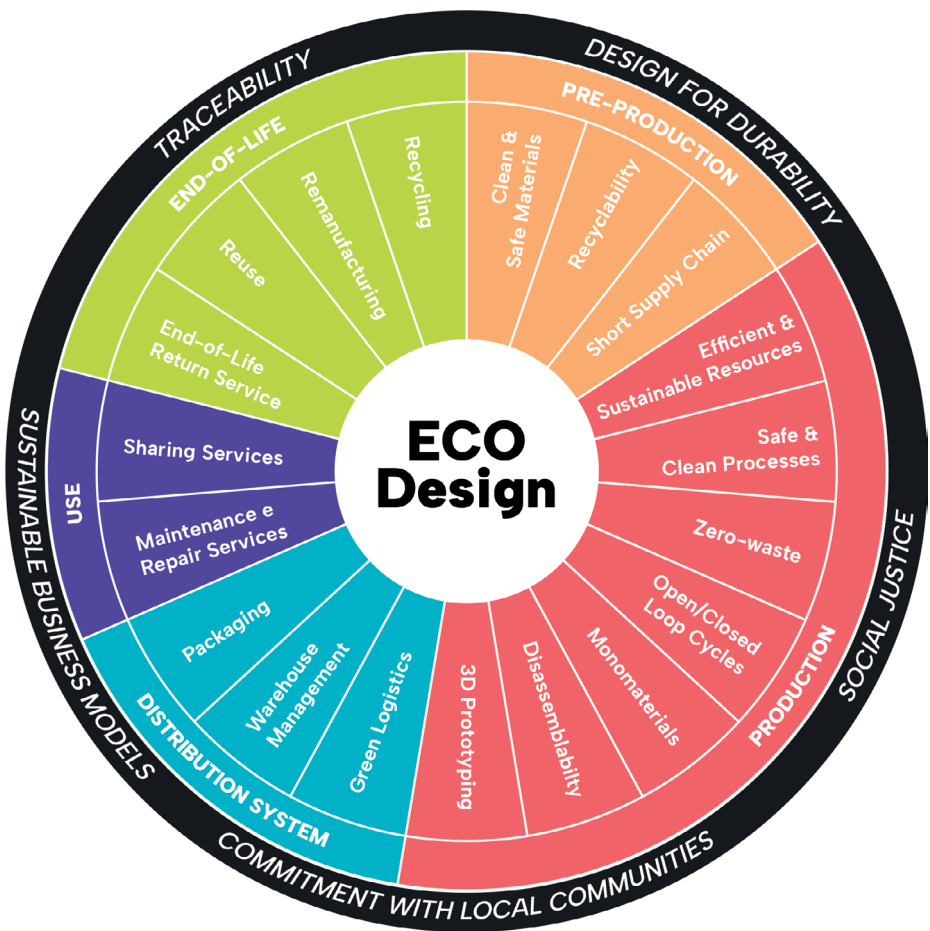 ECO
Design
DESIGN FOR DURABILITY
SOCIAL JUSTICE
COMMITMENT WITH LOCAL COMMUNITIES
SUSTAINABLE BUSINESS MODELS
TRACEABILITY
PRE-PRODUCTION
Clean &
Safe Materials
Recyclability
Short Supply Chain
PRODUCTION
Efficient &
Sustainable Resources
Safe &
Clean Processes
Zero-waste
Open/Closed
Loop Cycles
Monomaterials
Disassemblabilty
3D Prototyping
DISTRIBUTION SYSTEM
Green Logistics
Warehouse
Management
Packaging
USE
Maintenance e
Repair Services
Sharing Services
END-OF-LIFE
End-of-Life
Return Service
Reuse
Remanufacturing
Recycling